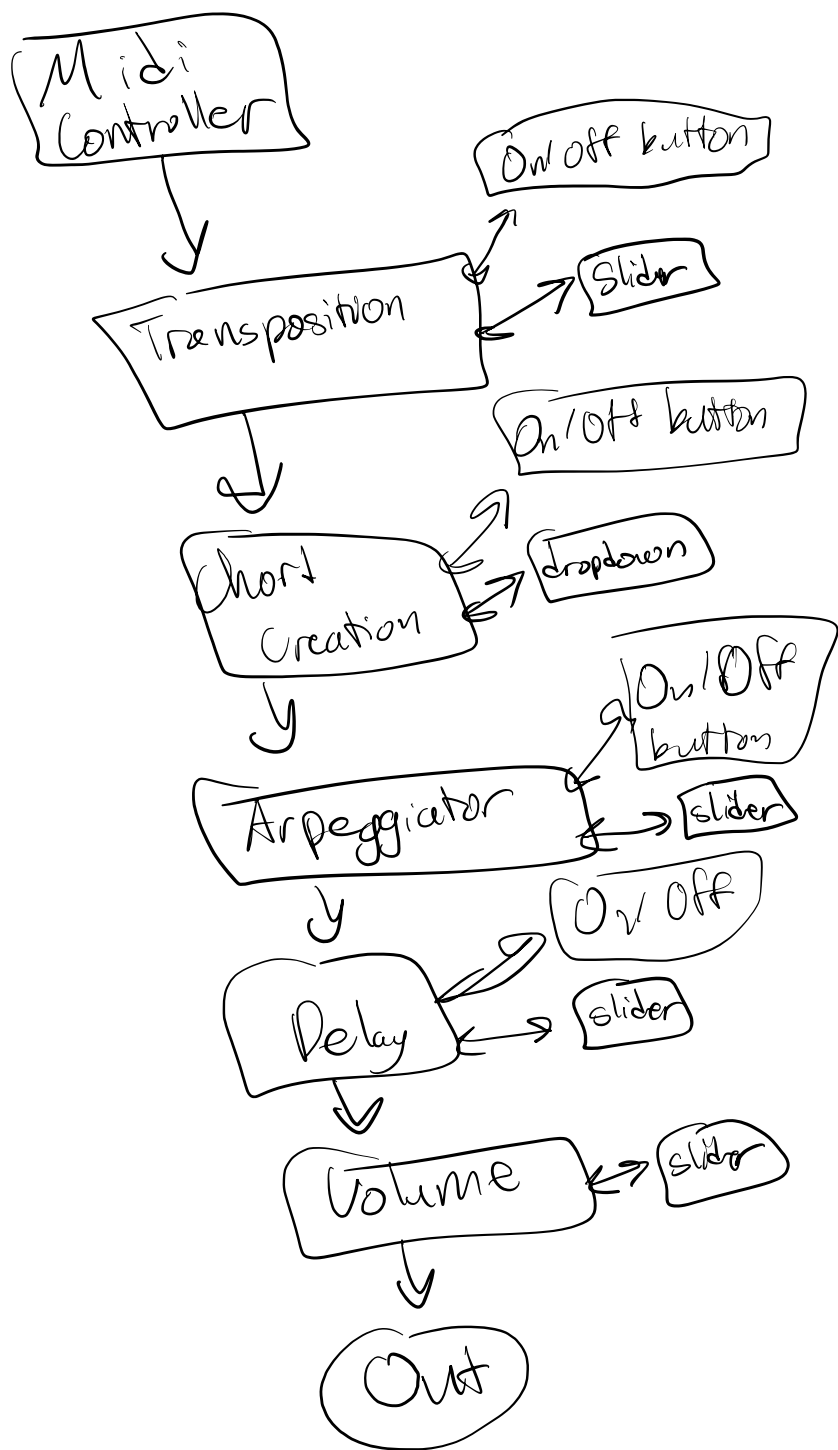 Midi
Controller
On/Off button
Slider
Transposition
On/Off button
Chort
Creation
dropdown
On/Off
button
Arpeggiator
slider
On/Off
Delay
slider
Volume
slider
Out